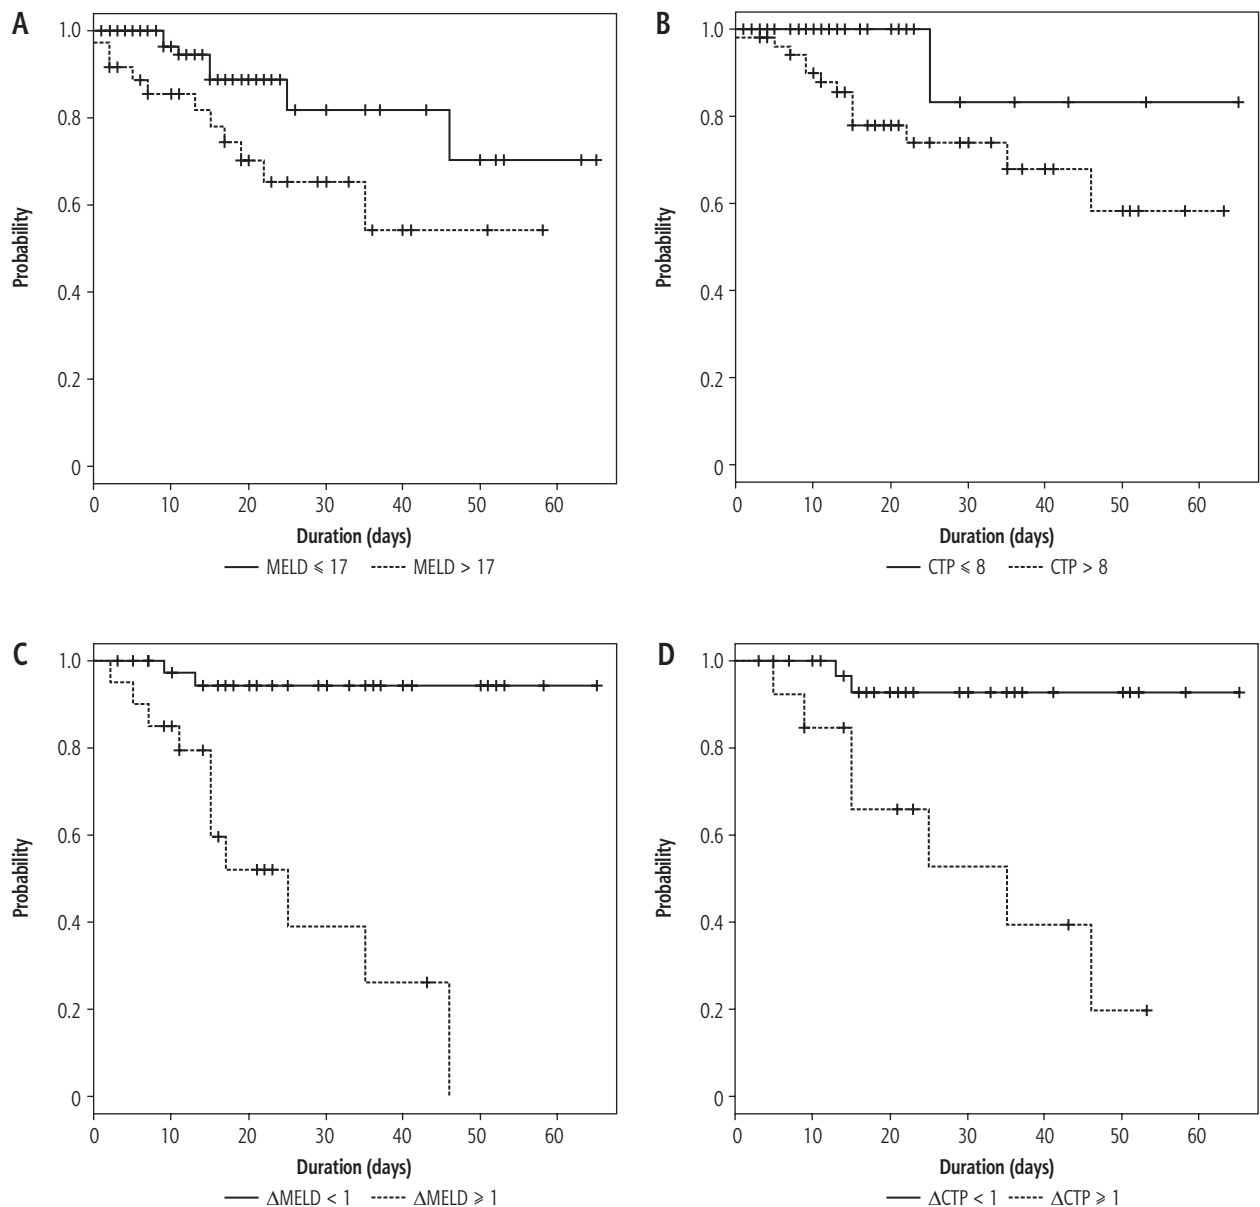 A
1.0
0.8
0.6
0.4
0.2
0
Probability
0 10 20 30 40 50 60
Duration (days)
MELD ⩽ 17 MELD > 17
B
1.0
0.8
0.6
0.4
0.2
0
Probability
0 10 20 30 40 50 60
Duration (days)
CTP ⩽ 8 CTP > 8
C
1.0
0.8
0.6
0.4
0.2
0
Probability
0 10 20 30 40 50 60
Duration (days)
ΔMELD < 1 ΔMELD ⩾ 1
D
1.0
0.8
0.6
0.4
0.2
0
Probability
0 10 20 30 40 50 60
Duration (days)
ΔCTP < 1 ΔCTP ⩾ 1